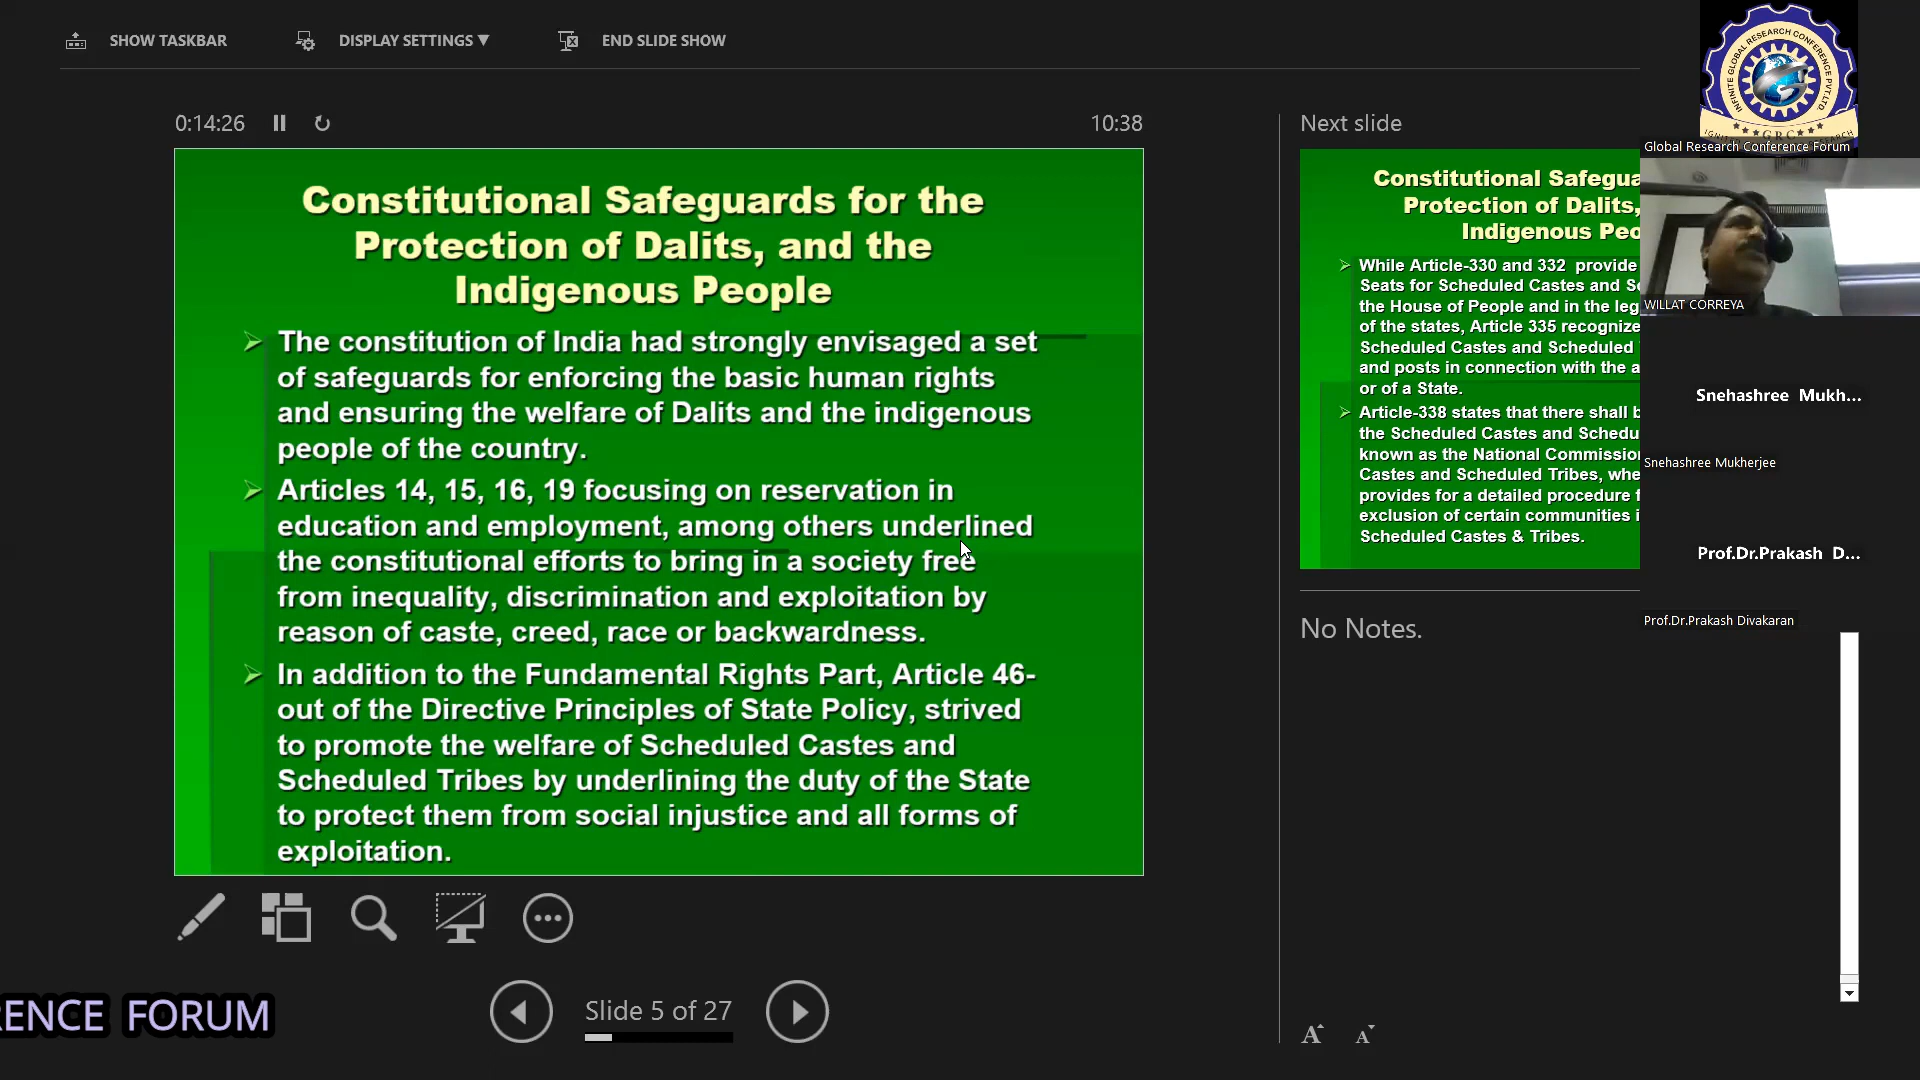 SHOW TASKBAR
DISPLAY SETTINGS ▼
END SLIDE SHOW
0:14:26
10:38
Constitutional Safeguards for the
Protection of Dalits, and the
Indigenous People
➢ The constitution of India had strongly envisaged a set
of safeguards for enforcing the basic human rights
and ensuring the welfare of Dalits and the indigenous
people of the country.
➢ Articles 14, 15, 16, 19 focusing on reservation in
education and employment, among others underlined
the constitutional efforts to bring in a society free
from inequality, discrimination and exploitation by
reason of caste, creed, race or backwardness.
➢ In addition to the Fundamental Rights Part, Article 46-
out of the Directive Principles of State Policy, strived
to promote the welfare of Scheduled Castes and
Scheduled Tribes by underlining the duty of the State
to protect them from social injustice and all forms of
exploitation.
Slide 5 of 27
RENCE FORUM
Next slide
Constitutional Safegua
Protection of Dalits,
Indigenous Peo
➢ While Article-330 and 332 provide
Seats for Scheduled Castes and Sc
the House of People and in the leg
of the states, Article 335 recognize
Scheduled Castes and Scheduled
and posts in connection with the a
or of a State.
➢ Article-338 states that there shall b
the Scheduled Castes and Schedu
known as the National Commission
Castes and Scheduled Tribes, whe
provides for a detailed procedure f
exclusion of certain communities i
Scheduled Castes & Tribes.
No Notes.
A A
INFINITE GLOBAL RESEARCH CONFERENCE PVT.LTD.
GRC
Global Research Conference Forum
WILLAT CORREYA
Snehashree Mukh...
Snehashree Mukherjee
Prof.Dr.Prakash D...
Prof.Dr.Prakash Divakaran